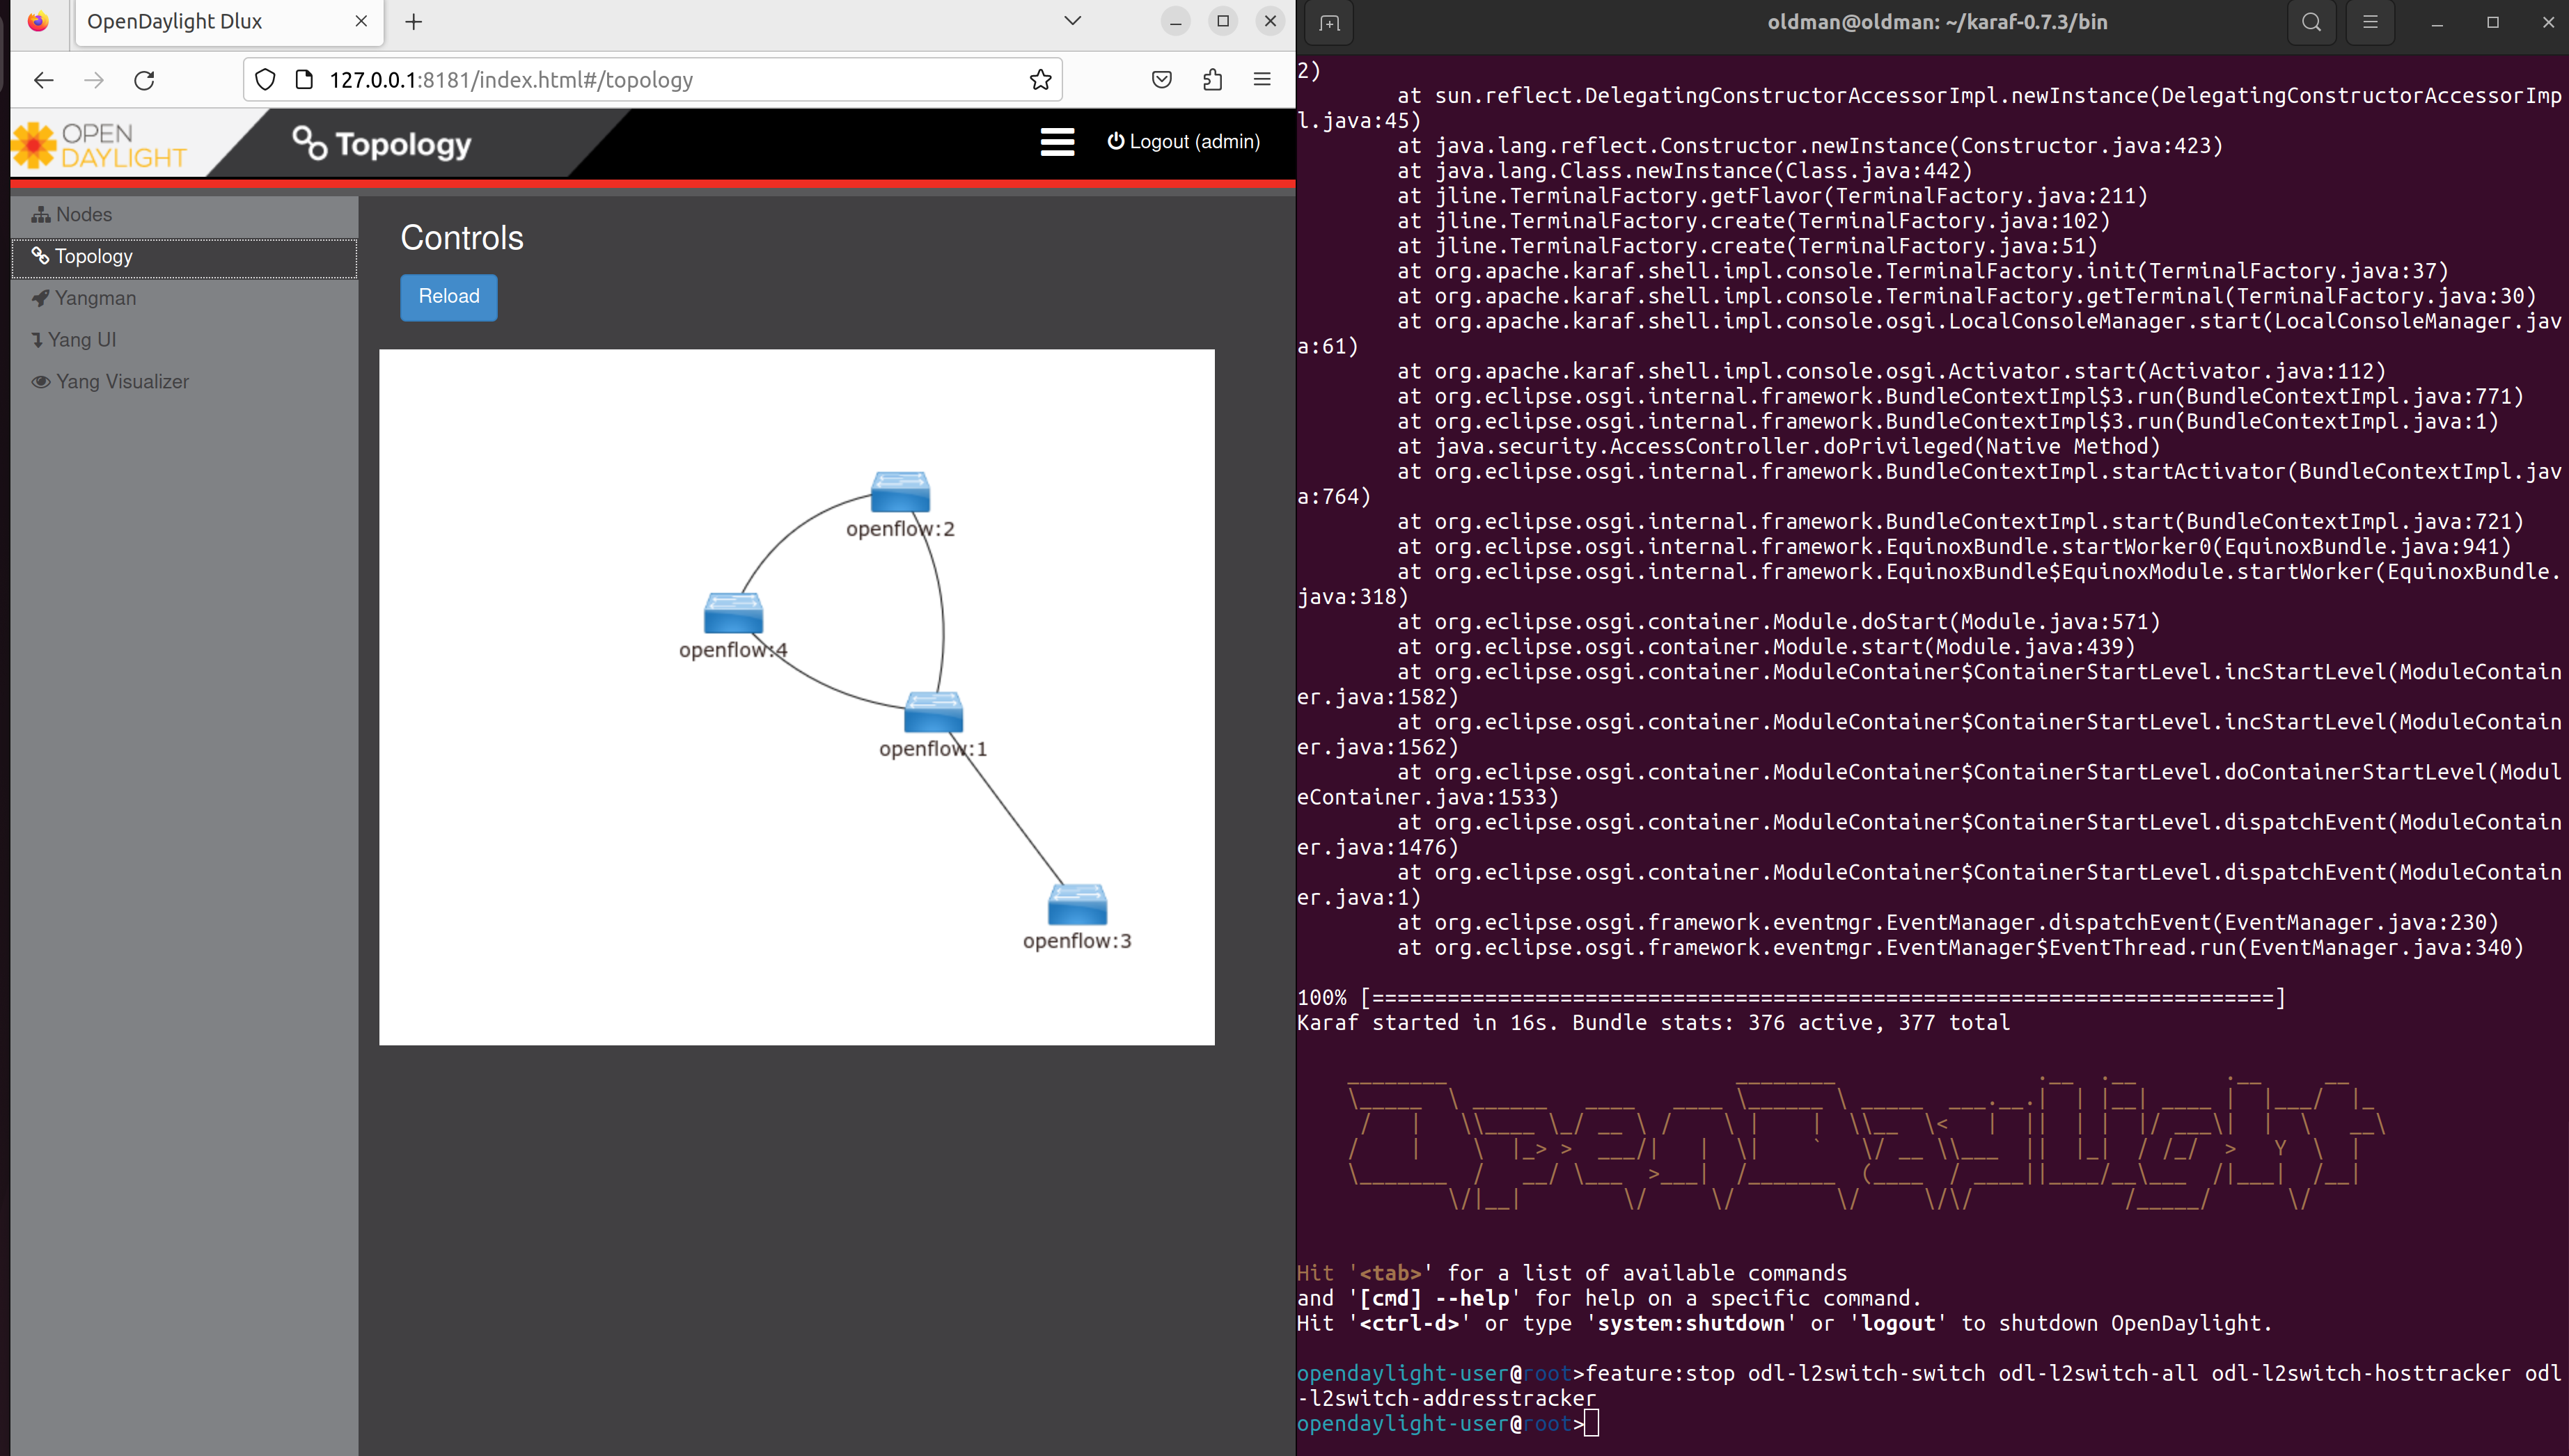 OpenDaylight Dlux
127.0.0.1:8181/index.html#/topology
OPEN
DAYLIGHT
Topology
Logout (admin)
Nodes
Topology
Yangman
Yang UI
Yang Visualizer
Controls
Reload
openflow:2
openflow:4
openflow:1
openflow:3
oldman@oldman: ~/karaf-0.7.3/bin
2)
at sun.reflect.DelegatingConstructorAccessorImpl.newInstance(DelegatingConstructorAccessorImp
l.java:45)
at java.lang.reflect.Constructor.newInstance(Constructor.java:423)
at java.lang.Class.newInstance(Class.java:442)
at jline.TerminalFactory.getFlavor(TerminalFactory.java:211)
at jline.TerminalFactory.create(TerminalFactory.java:102)
at jline.TerminalFactory.create(TerminalFactory.java:51)
at org.apache.karaf.shell.impl.console.TerminalFactory.init(TerminalFactory.java:37)
at org.apache.karaf.shell.impl.console.TerminalFactory.getTerminal(TerminalFactory.java:30)
at org.apache.karaf.shell.impl.console.osgi.LocalConsoleManager.start(LocalConsoleManager.jav
a:61)
at org.apache.karaf.shell.impl.console.osgi.Activator.start(Activator.java:112)
at org.eclipse.osgi.internal.framework.BundleContextImpl$3.run(BundleContextImpl.java:771)
at org.eclipse.osgi.internal.framework.BundleContextImpl$3.run(BundleContextImpl.java:1)
at java.security.AccessController.doPrivileged(Native Method)
at org.eclipse.osgi.internal.framework.BundleContextImpl.startActivator(BundleContextImpl.jav
a:764)
at org.eclipse.osgi.internal.framework.BundleContextImpl.start(BundleContextImpl.java:721)
at org.eclipse.osgi.internal.framework.EquinoxBundle.startWorker0(EquinoxBundle.java:941)
at org.eclipse.osgi.internal.framework.EquinoxBundle$EquinoxModule.startWorker(EquinoxBundle.
java:318)
at org.eclipse.osgi.container.Module.doStart(Module.java:571)
at org.eclipse.osgi.container.Module.start(Module.java:439)
at org.eclipse.osgi.container.ModuleContainer$ContainerStartLevel.incStartLevel(ModuleContain
er.java:1582)
at org.eclipse.osgi.container.ModuleContainer$ContainerStartLevel.incStartLevel(ModuleContain
er.java:1562)
at org.eclipse.osgi.container.ModuleContainer$ContainerStartLevel.doContainerStartLevel(Modul
eContainer.java:1533)
at org.eclipse.osgi.container.ModuleContainer$ContainerStartLevel.dispatchEvent(ModuleContain
er.java:1476)
at org.eclipse.osgi.container.ModuleContainer$ContainerStartLevel.dispatchEvent(ModuleContain
er.java:1)
at org.eclipse.osgi.framework.eventmgr.EventManager.dispatchEvent(EventManager.java:230)
at org.eclipse.osgi.framework.eventmgr.EventManager$EventThread.run(EventManager.java:340)
100% [========================================================================]
Karaf started in 16s. Bundle stats: 376 active, 377 total
OpenDaylight
Hit '<tab>' for a list of available commands
and '[cmd] --help' for help on a specific command.
Hit '<ctrl-d>' or type 'system:shutdown' or 'logout' to shutdown OpenDaylight.
opendaylight-user@root>feature:stop odl-l2switch-switch odl-l2switch-all odl-l2switch-hosttracker odl
-l2switch-addresstracker
opendaylight-user@root>